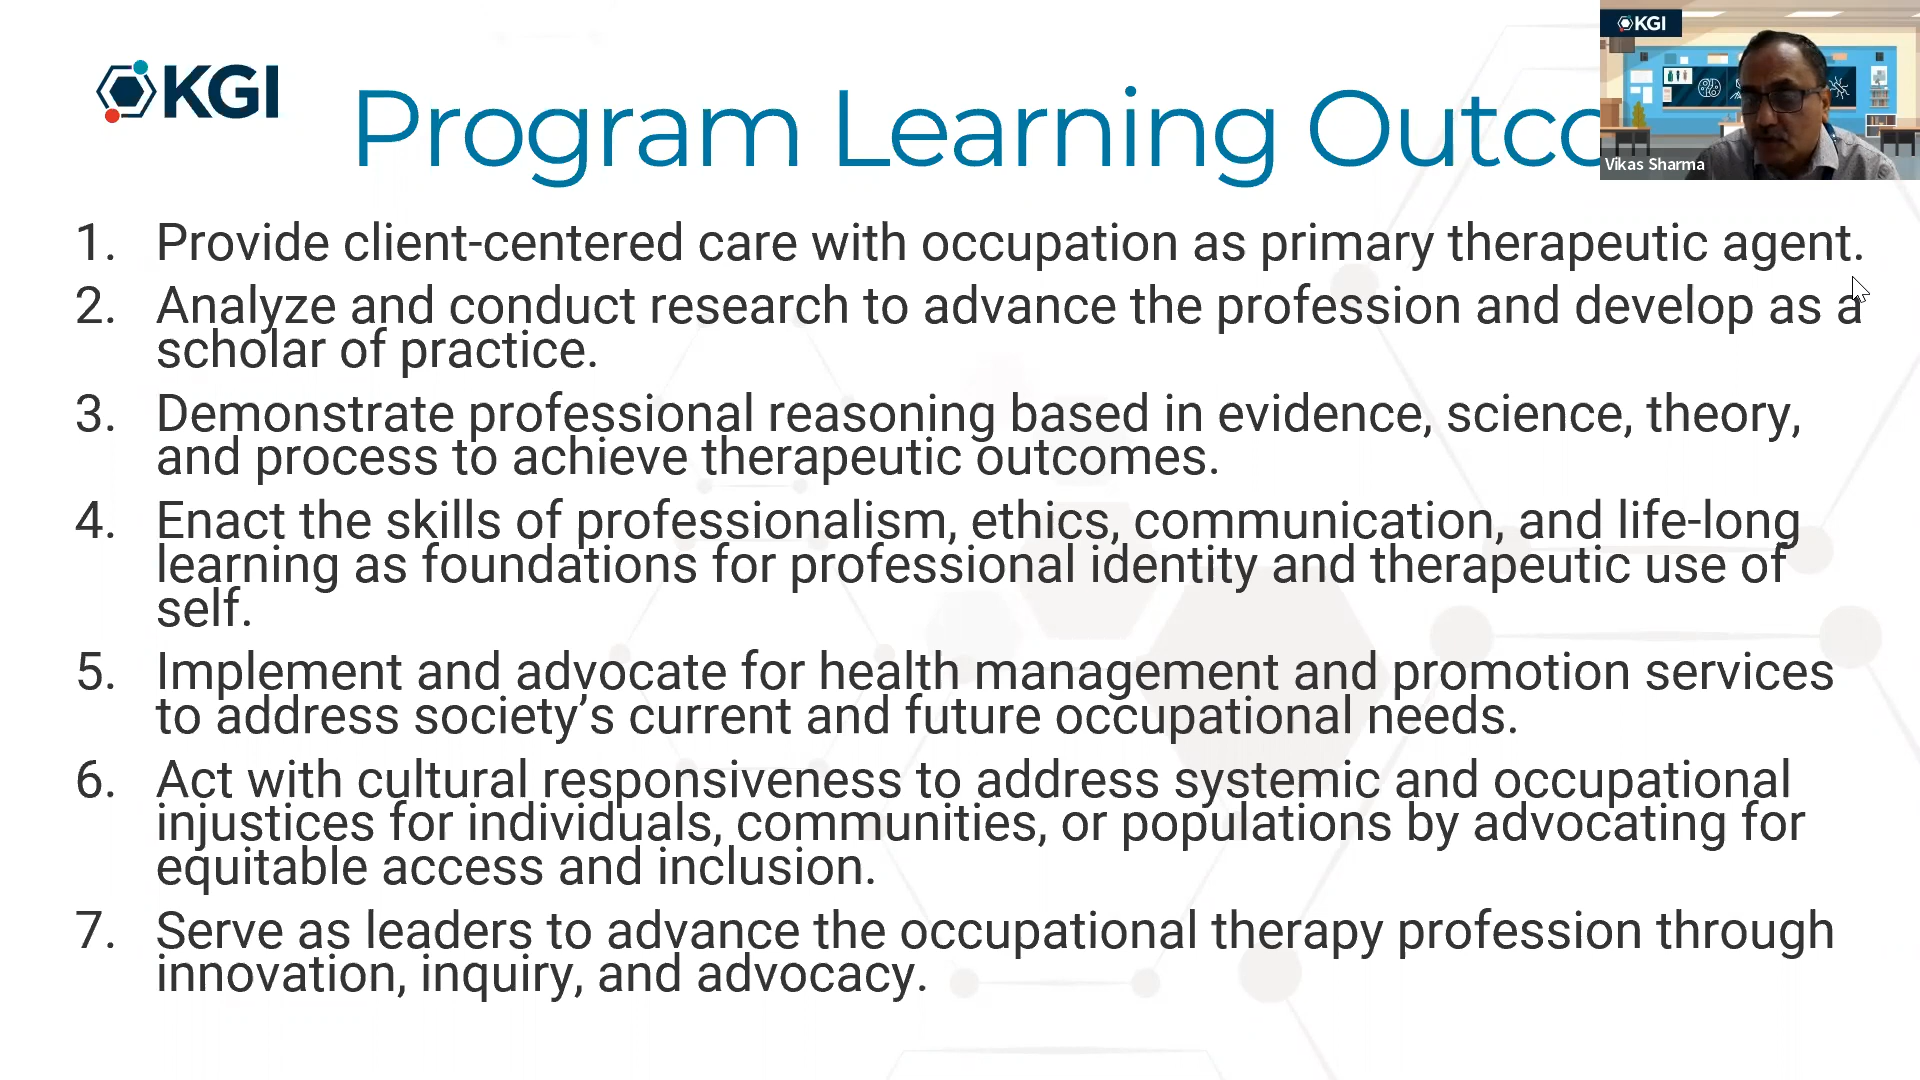 KGI
KGI
Program Learning Outco
Vikas Sharma
1. Provide client-centered care with occupation as primary therapeutic agent.
2. Analyze and conduct research to advance the profession and develop as a
scholar of practice.
3. Demonstrate professional reasoning based in evidence, science, theory,
and process to achieve therapeutic outcomes.
4. Enact the skills of professionalism, ethics, communication, and life-long
learning as foundations for professional identity and therapeutic use of
self.
5. Implement and advocate for health management and promotion services
to address society’s current and future occupational needs.
6. Act with cultural responsiveness to address systemic and occupational
injustices for individuals, communities, or populations by advocating for
equitable access and inclusion.
7. Serve as leaders to advance the occupational therapy profession through
innovation, inquiry, and advocacy.